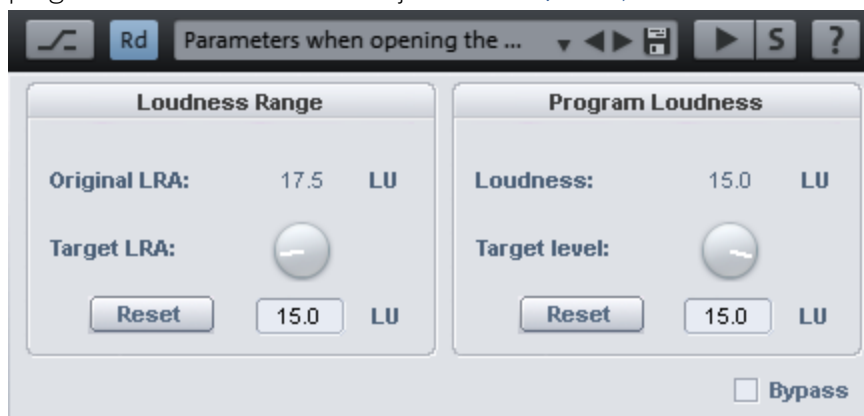 Rd Parameters when opening the ... S ?
Loudness Range
Original LRA: 17.5 LU
Target LRA:
Reset 15.0 LU
Program Loudness
Loudness: 15.0 LU
Target level:
Reset 15.0 LU
Bypass